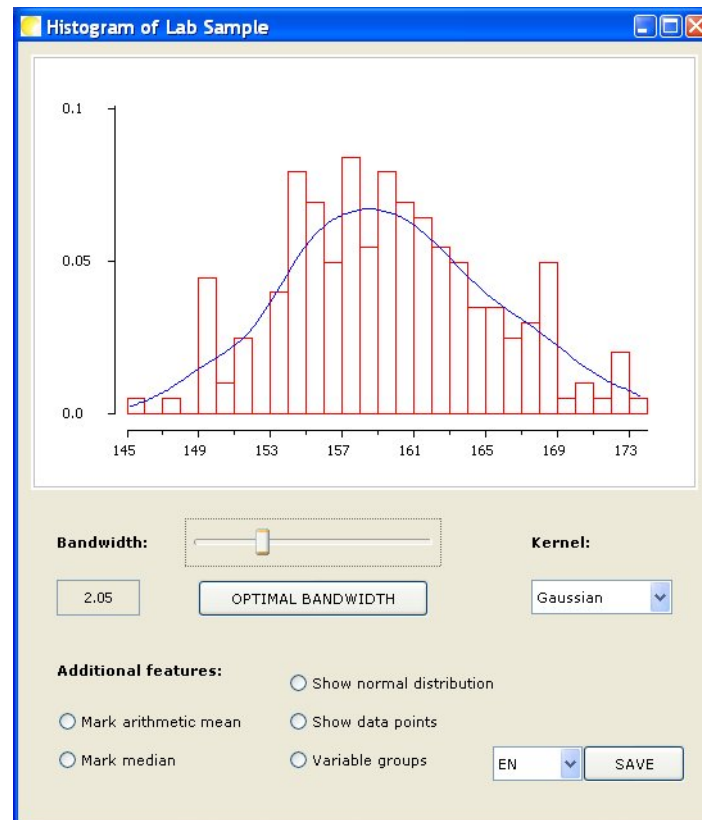 Histogram of Lab Sample
0.1
0.05
0.0
145 149 153 157 161 165 169 173
Bandwidth:
Kernel:
2.05
OPTIMAL BANDWIDTH
Gaussian
Additional features:
Show normal distribution
Mark arithmetic mean
Show data points
Mark median
Variable groups
EN
SAVE